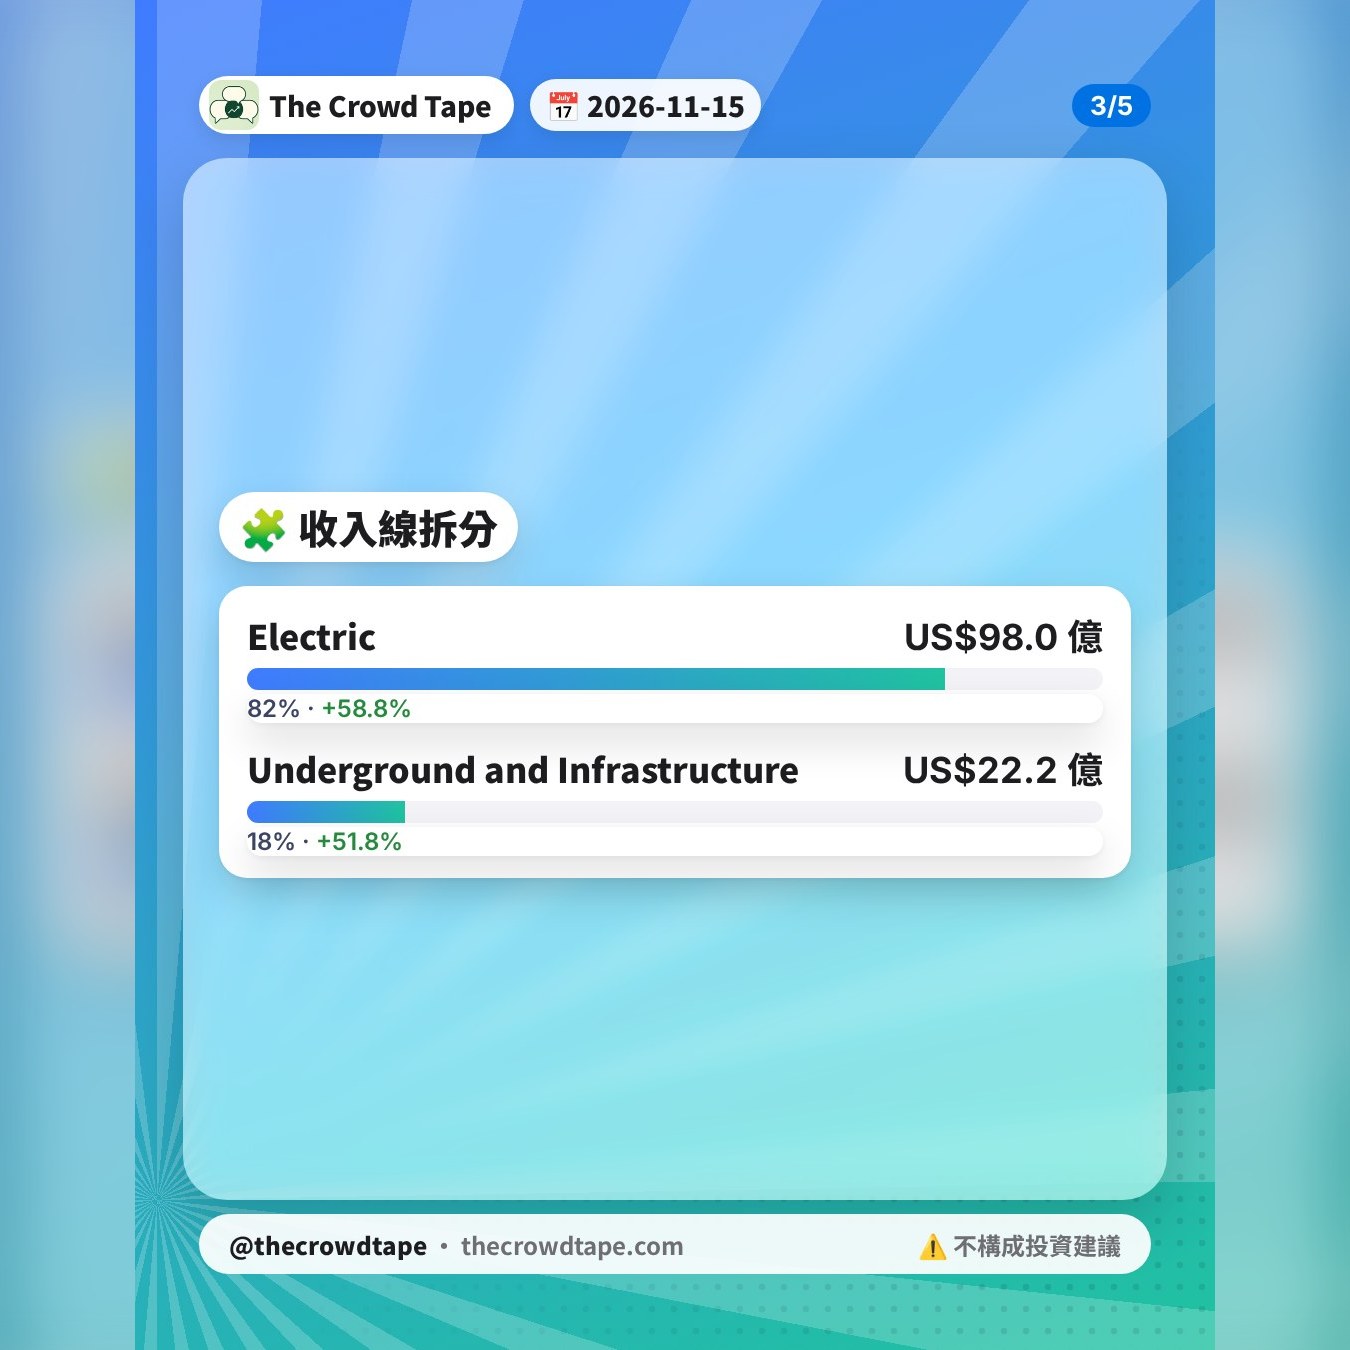 The Crowd Tape
July 17 2026-11-15
3/5
收入線拆分
Electric US$98.0 億
82% · +58.8%
Underground and Infrastructure US$22.2 億
18% · +51.8%
@thecrowdtape • thecrowdtape.com
不構成投資建議